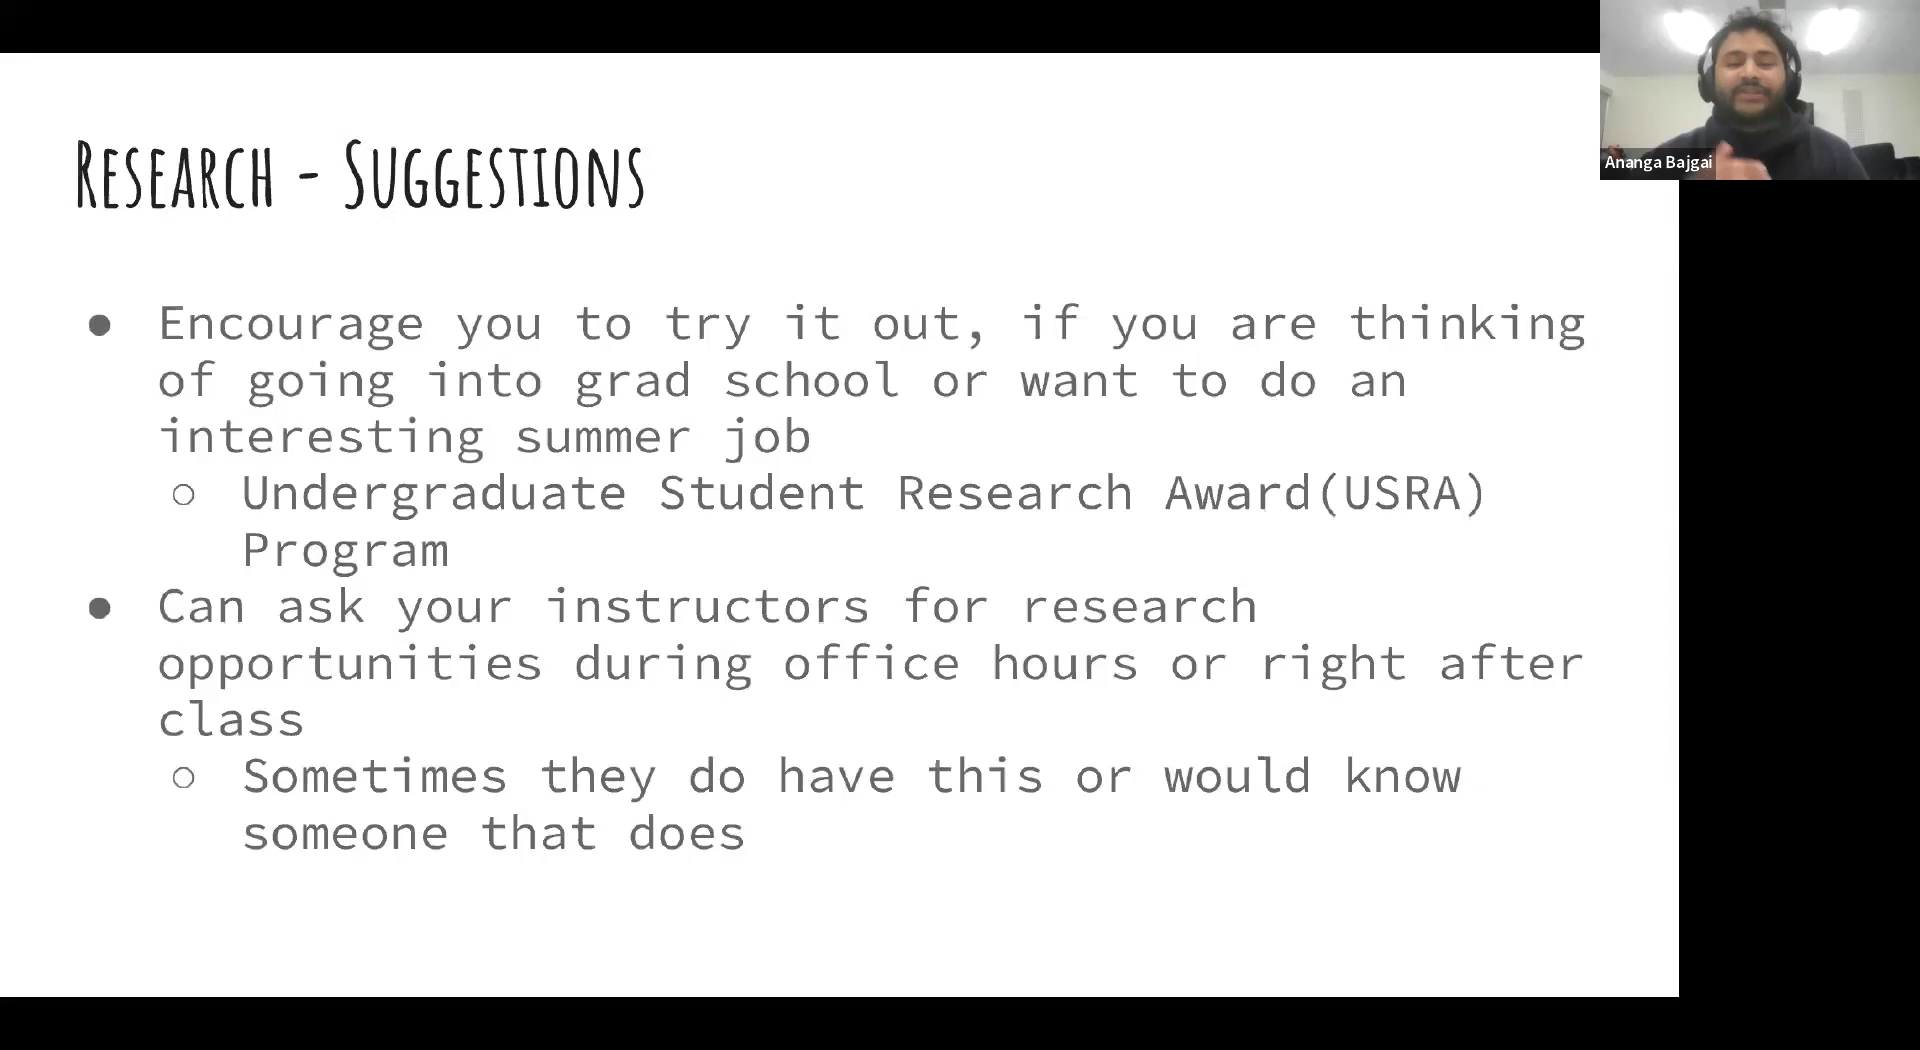 Research - Suggestions
● Encourage you to try it out, if you are thinking
of going into grad school or want to do an
interesting summer job
○ Undergraduate Student Research Award(USRA)
Program
● Can ask your instructors for research
opportunities during office hours or right after
class
○ Sometimes they do have this or would know
someone that does
Ananga Bajgai